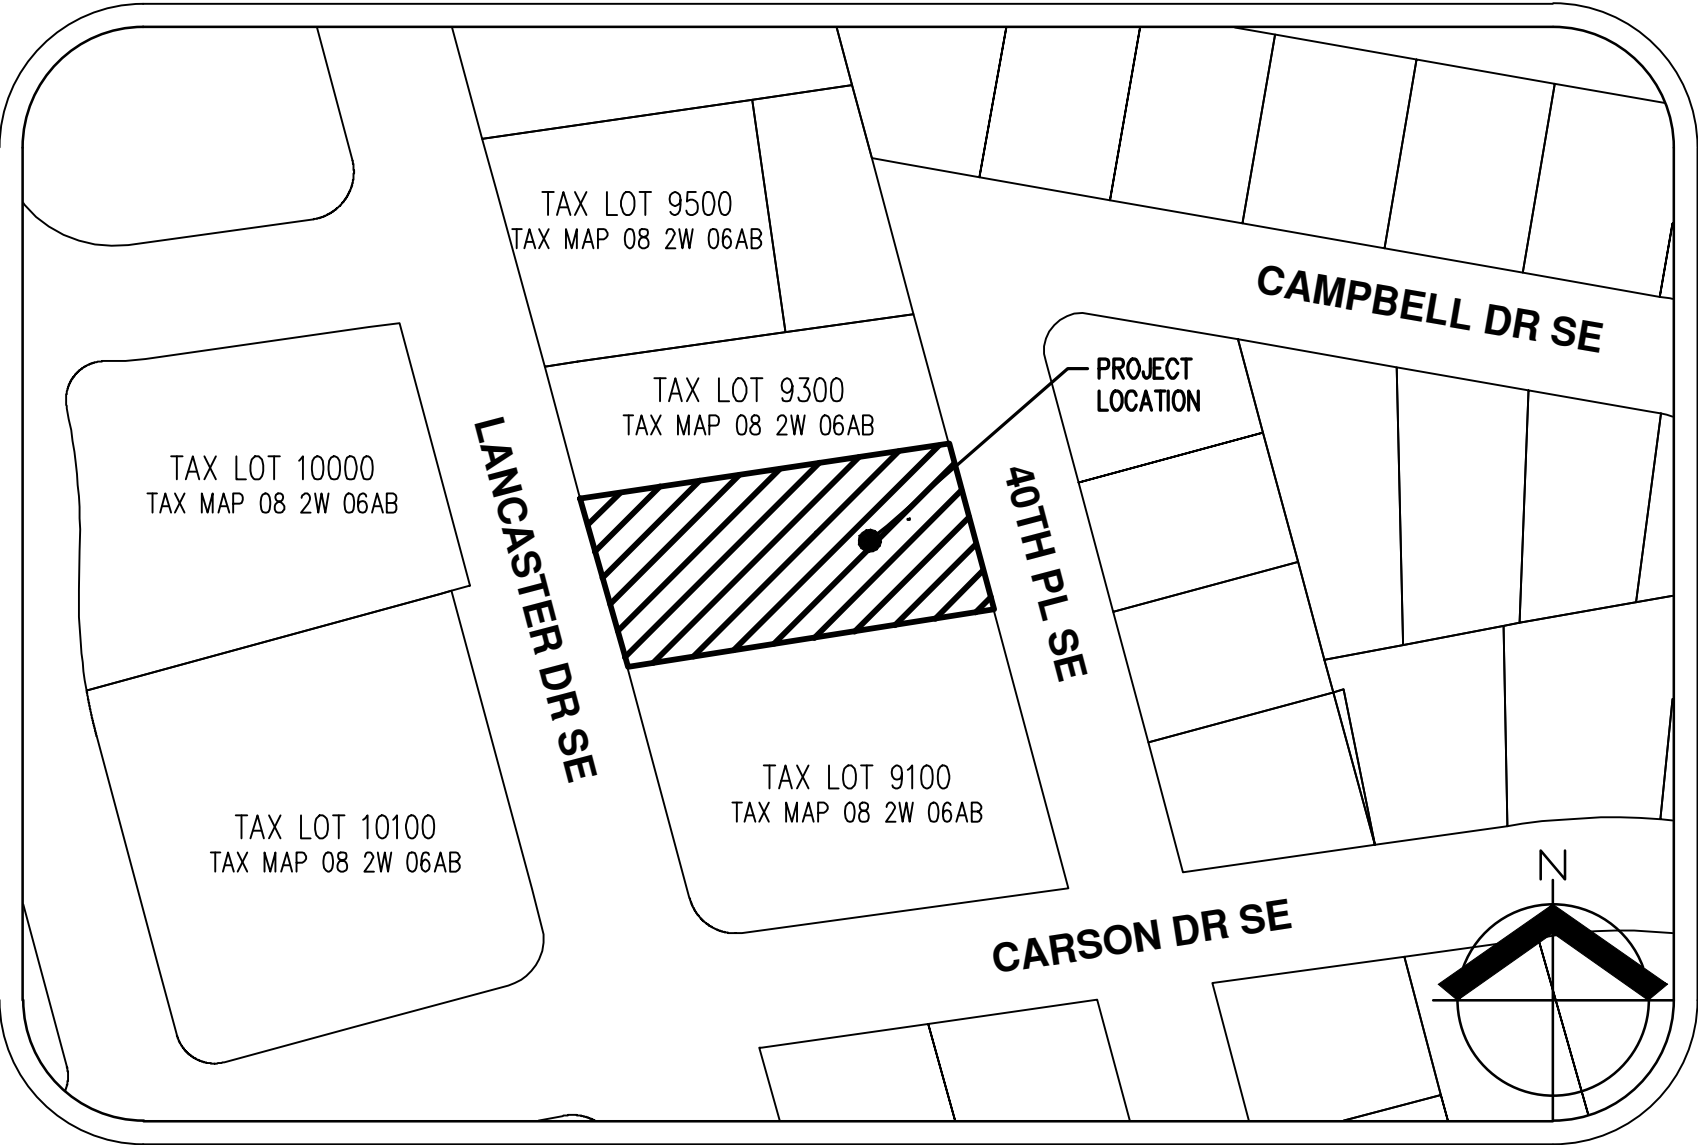 TAX LOT 9500
TAX MAP 08 2W 06AB
CAMPBELL DR SE
PROJECT
LOCATION
TAX LOT 9300
TAX MAP 08 2W 06AB
TAX LOT 10000
TAX MAP 08 2W 06AB
LANCASTER DR SE
40TH PL SE
TAX LOT 9100
TAX MAP 08 2W 06AB
TAX LOT 10100
TAX MAP 08 2W 06AB
CARSON DR SE
N